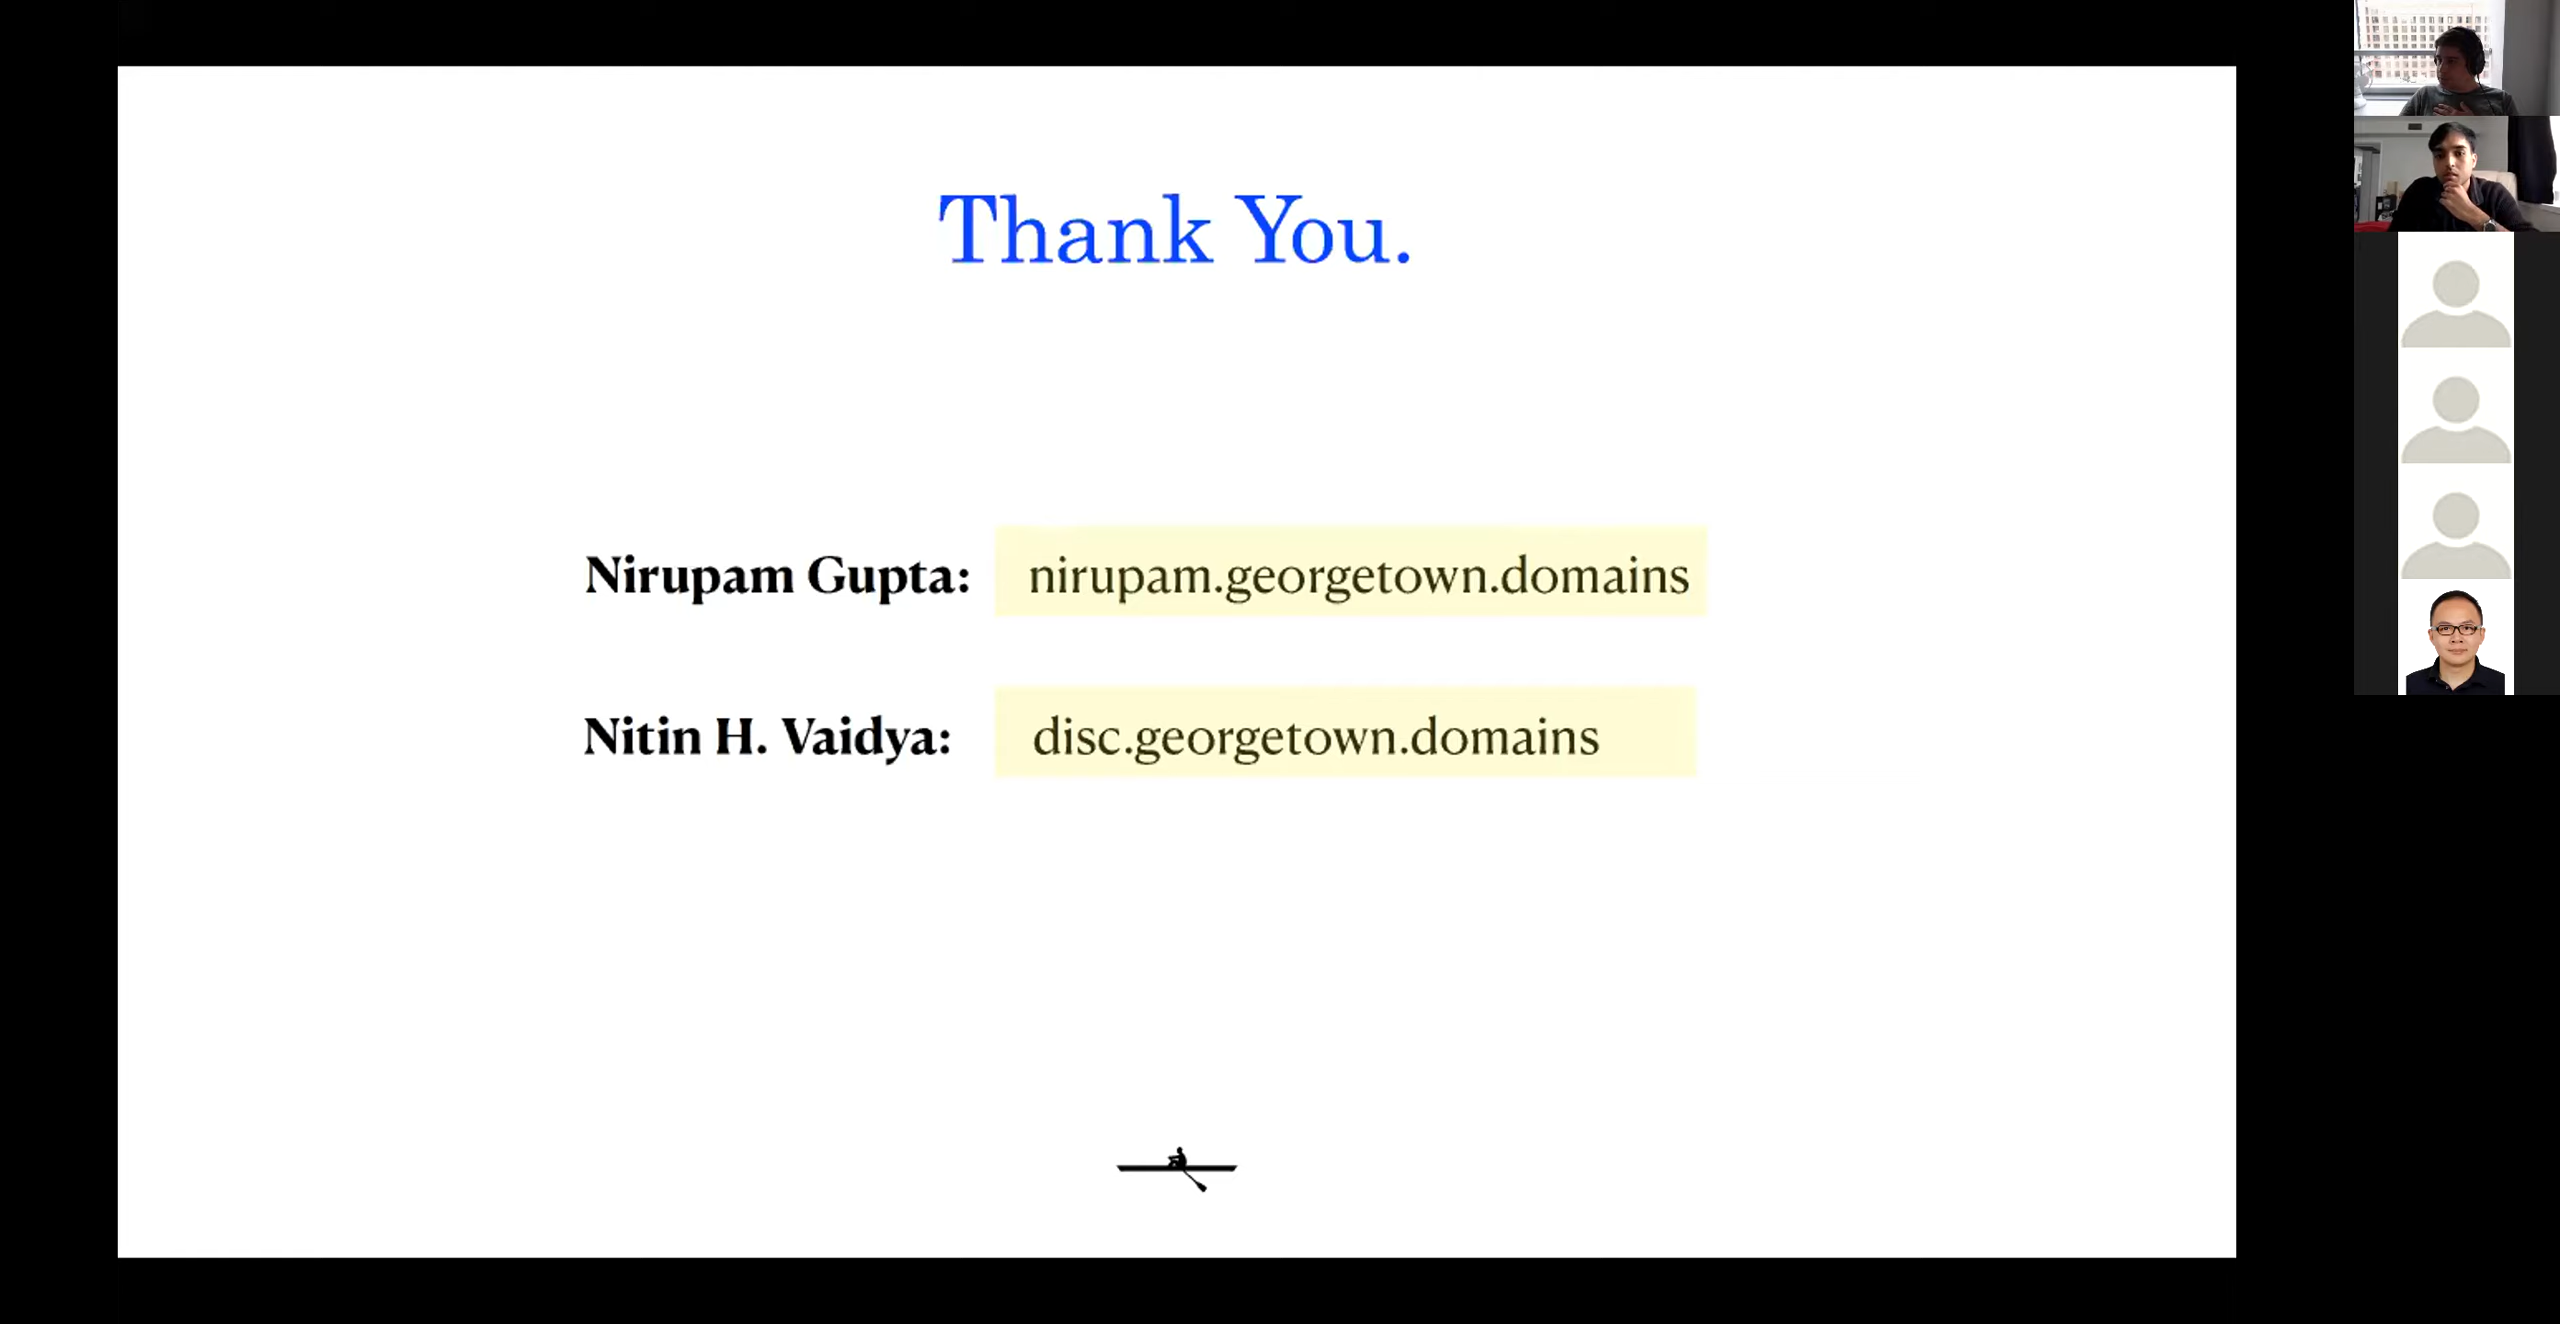 Thank You.
Nirupam Gupta: nirupam.georgetown.domains
Nitin H. Vaidya: disc.georgetown.domains